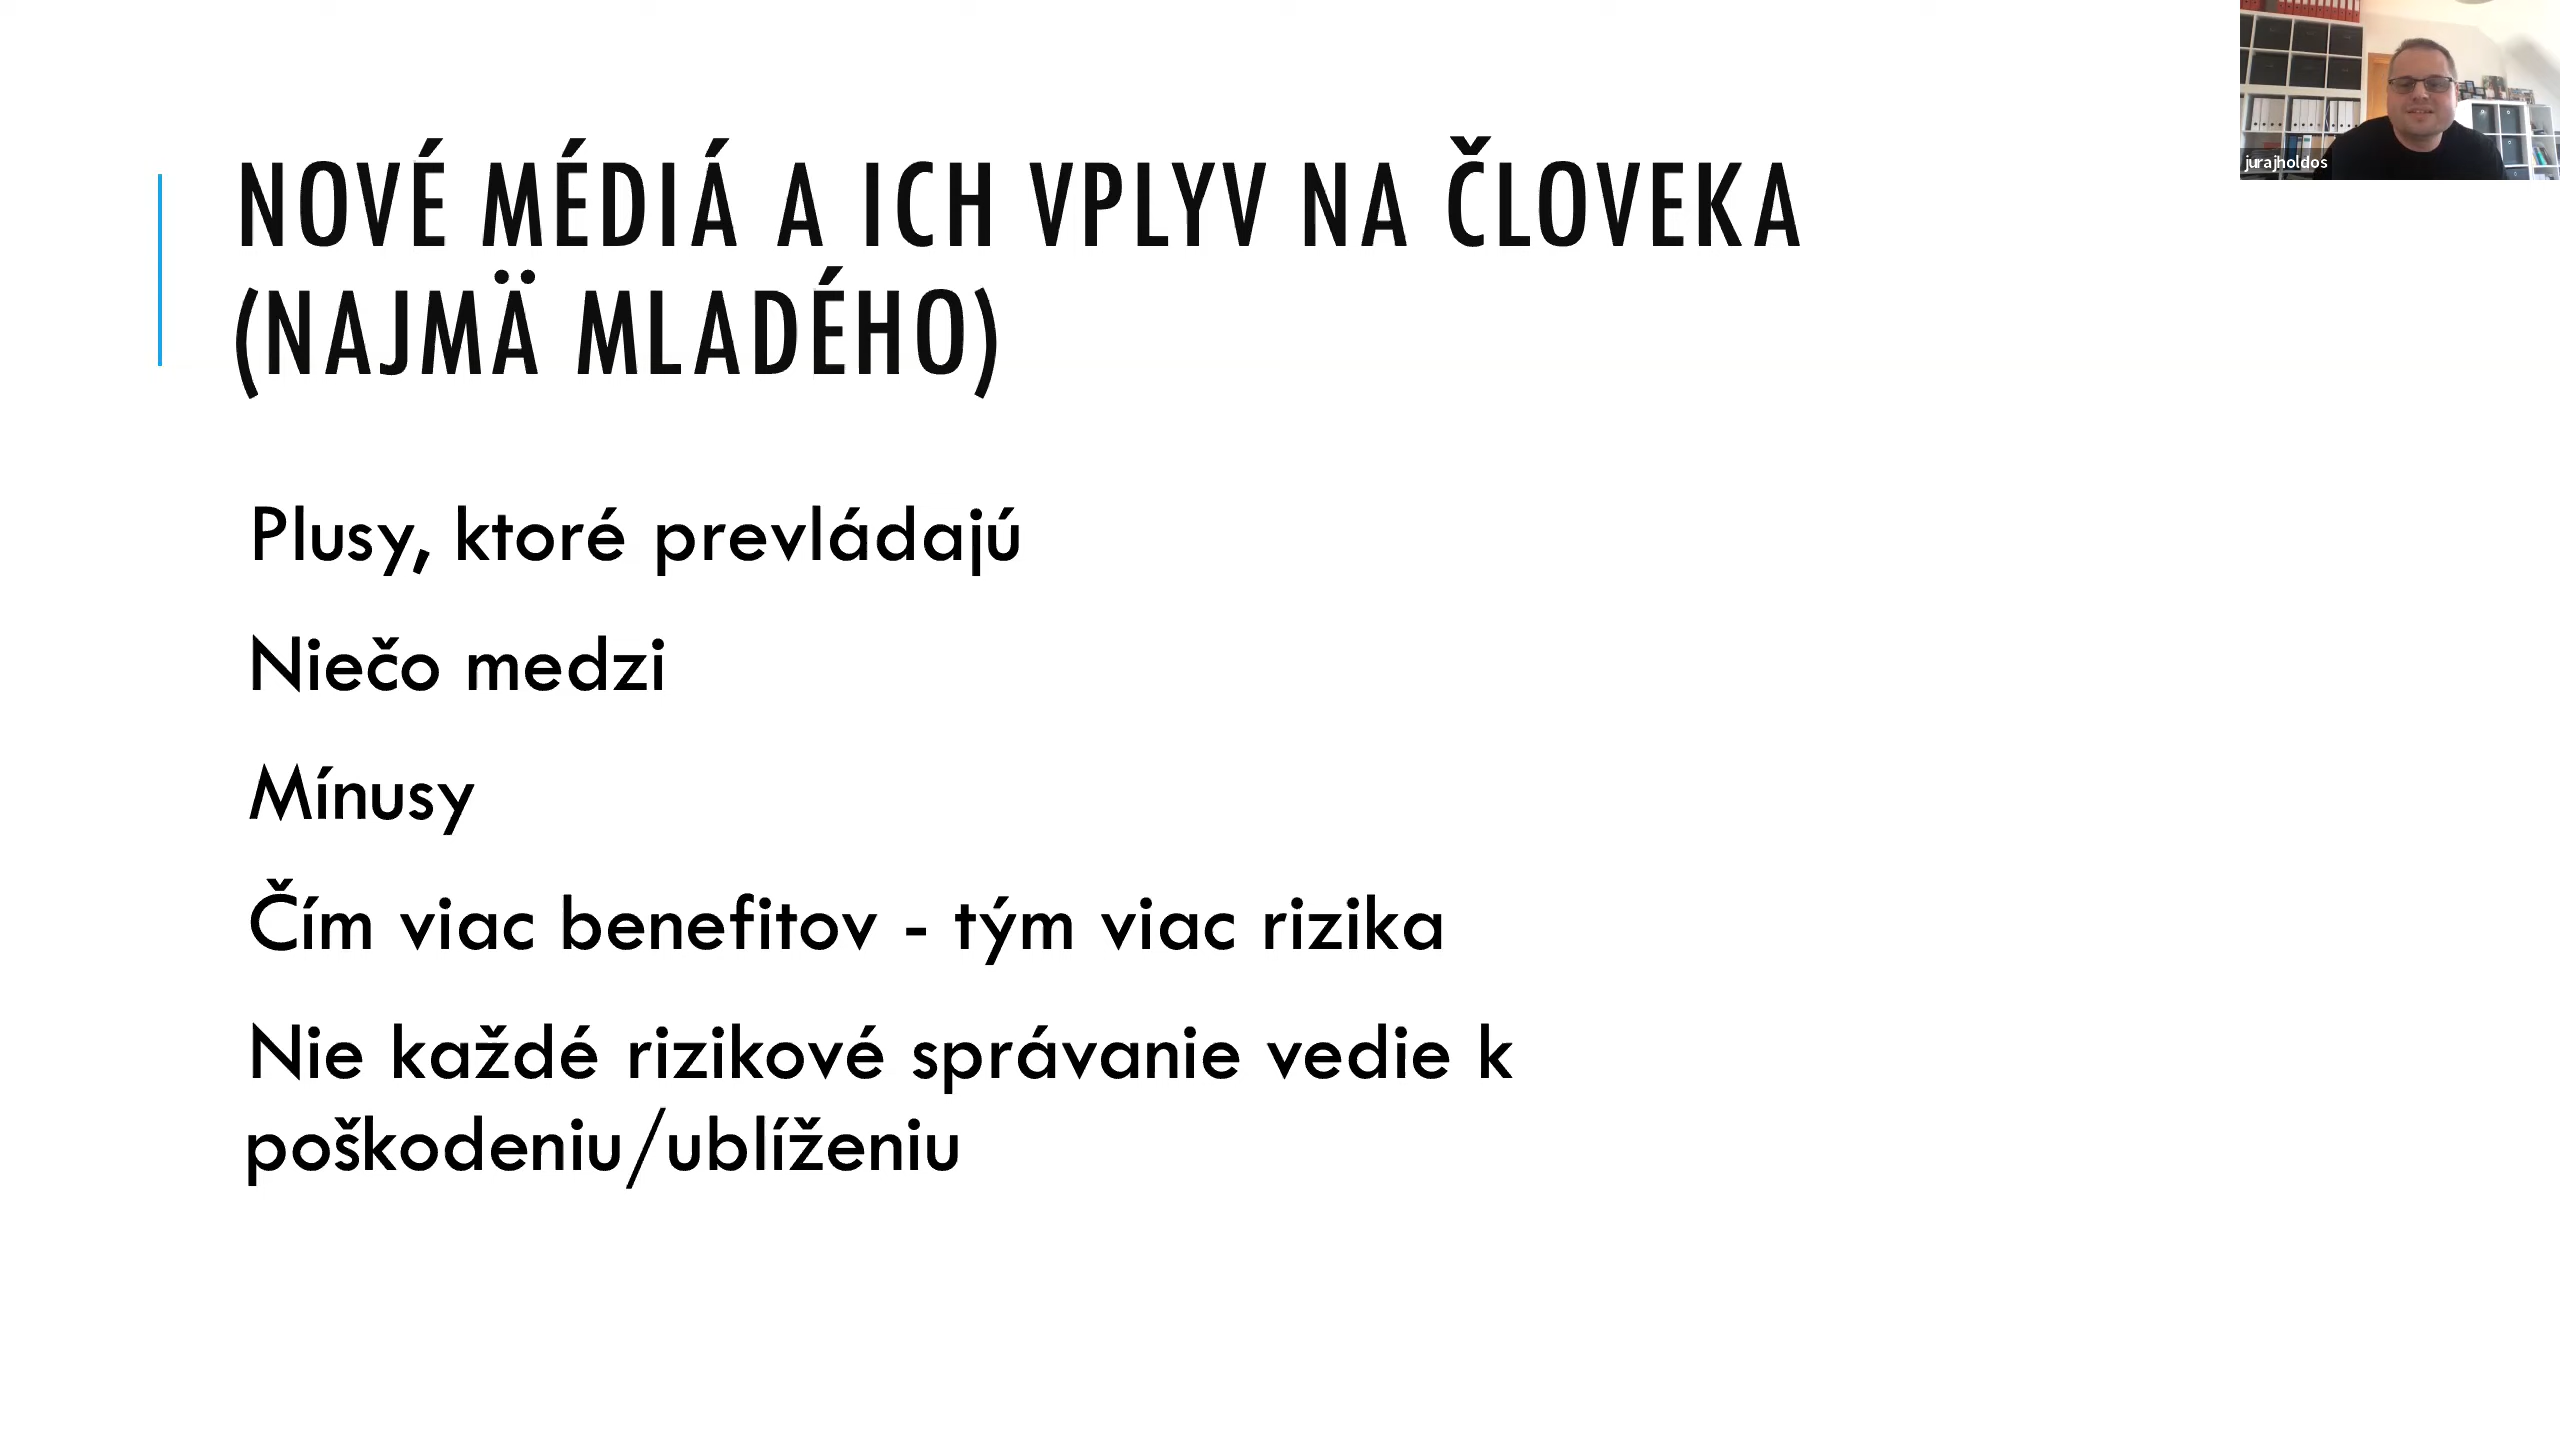 NOVÉ MÉDIÁ A ICH VPLYV NA ČLOVEKA
(NAJMÄ MLADÉHO)
Plusy, ktoré prevládajú
Niečo medzi
Mínusy
Čím viac benefitov - tým viac rizika
Nie každé rizikové správanie vedie k
poškodeniu/ublíženiu
jurajholdos